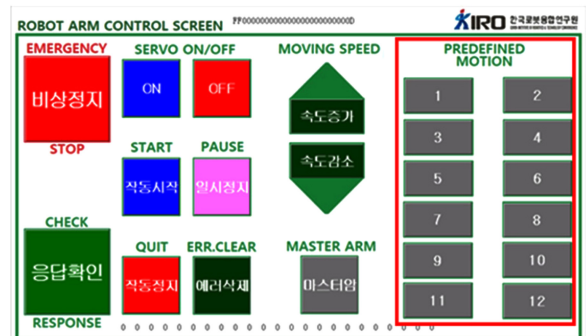 ROBOT ARM CONTROL SCREEN
KIRO 한국로봇융합연구원
EMERGENCY
비상정지
STOP
SERVO ON/OFF
ON
OFF
MOVING SPEED
속도증가
속도감소
START
작동시작
PAUSE
일시정지
CHECK
응답확인
RESPONSE
QUIT
작동정지
ERR.CLEAR
에러삭제
MASTER ARM
마스터암
PREDEFINED
MOTION
1
2
3
4
5
6
7
8
9
10
11
12